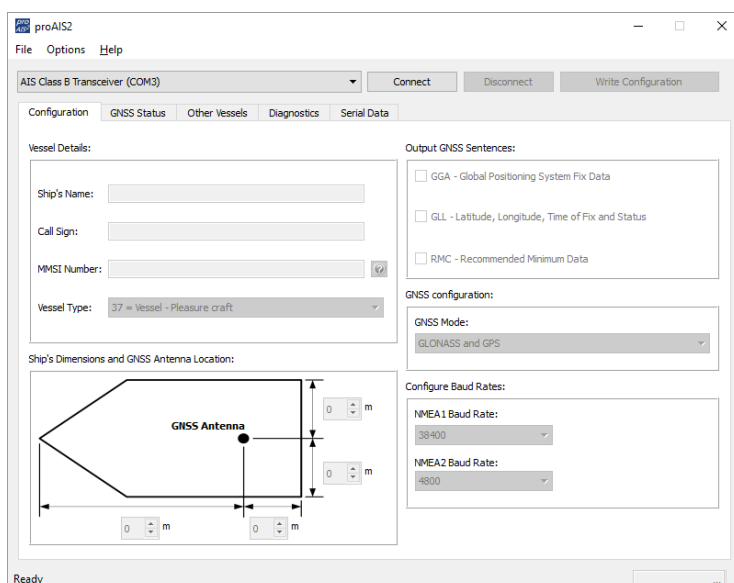 pro AIS² proAIS2
File Options Help
AIS Class B Transceiver (COM3) Connect Disconnect Write Configuration
Configuration GNSS Status Other Vessels Diagnostics Serial Data
Vessel Details:
Ship's Name:
Call Sign:
MMSI Number: ?
Vessel Type: 37 = Vessel - Pleasure craft
Ship's Dimensions and GNSS Antenna Location:
GNSS Antenna
0 m
0 m
0 m 0 m
Output GNSS Sentences:
GGA - Global Positioning System Fix Data
GLL - Latitude, Longitude, Time of Fix and Status
RMC - Recommended Minimum Data
GNSS configuration:
GNSS Mode:
GLONASS and GPS
Configure Baud Rates:
NMEA1 Baud Rate:
38400
NMEA2 Baud Rate:
4800
Ready